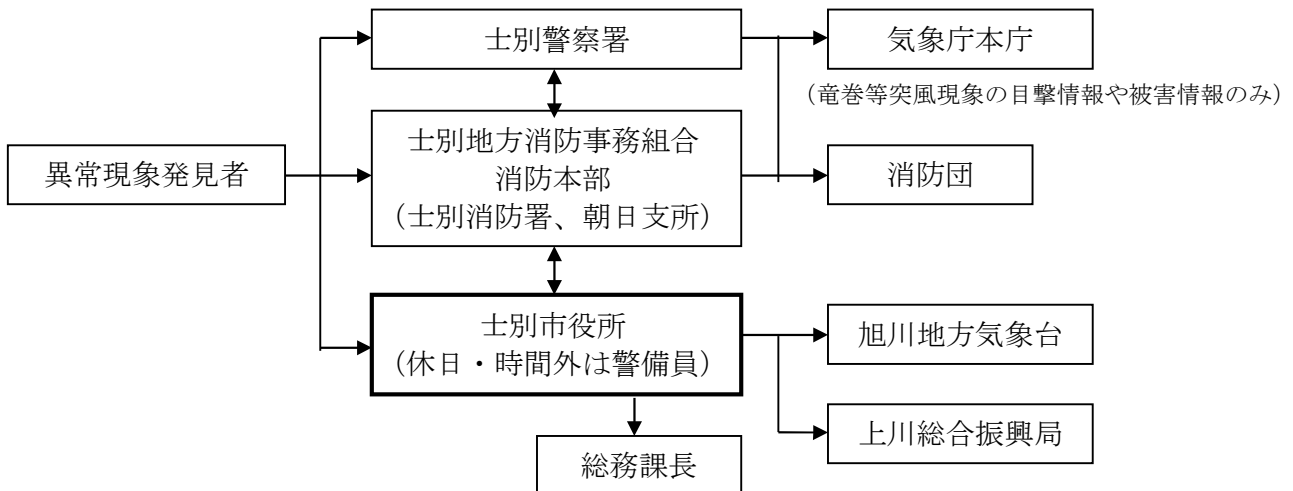 士別警察署
気象庁本庁
（竜巻等突風現象の目撃情報や被害情報のみ）
士別地方消防事務組合
消防本部
（士別消防署、朝日支所）
異常現象発見者
消防団
士別市役所
（休日・時間外は警備員）
旭川地方気象台
上川総合振興局
総務課長